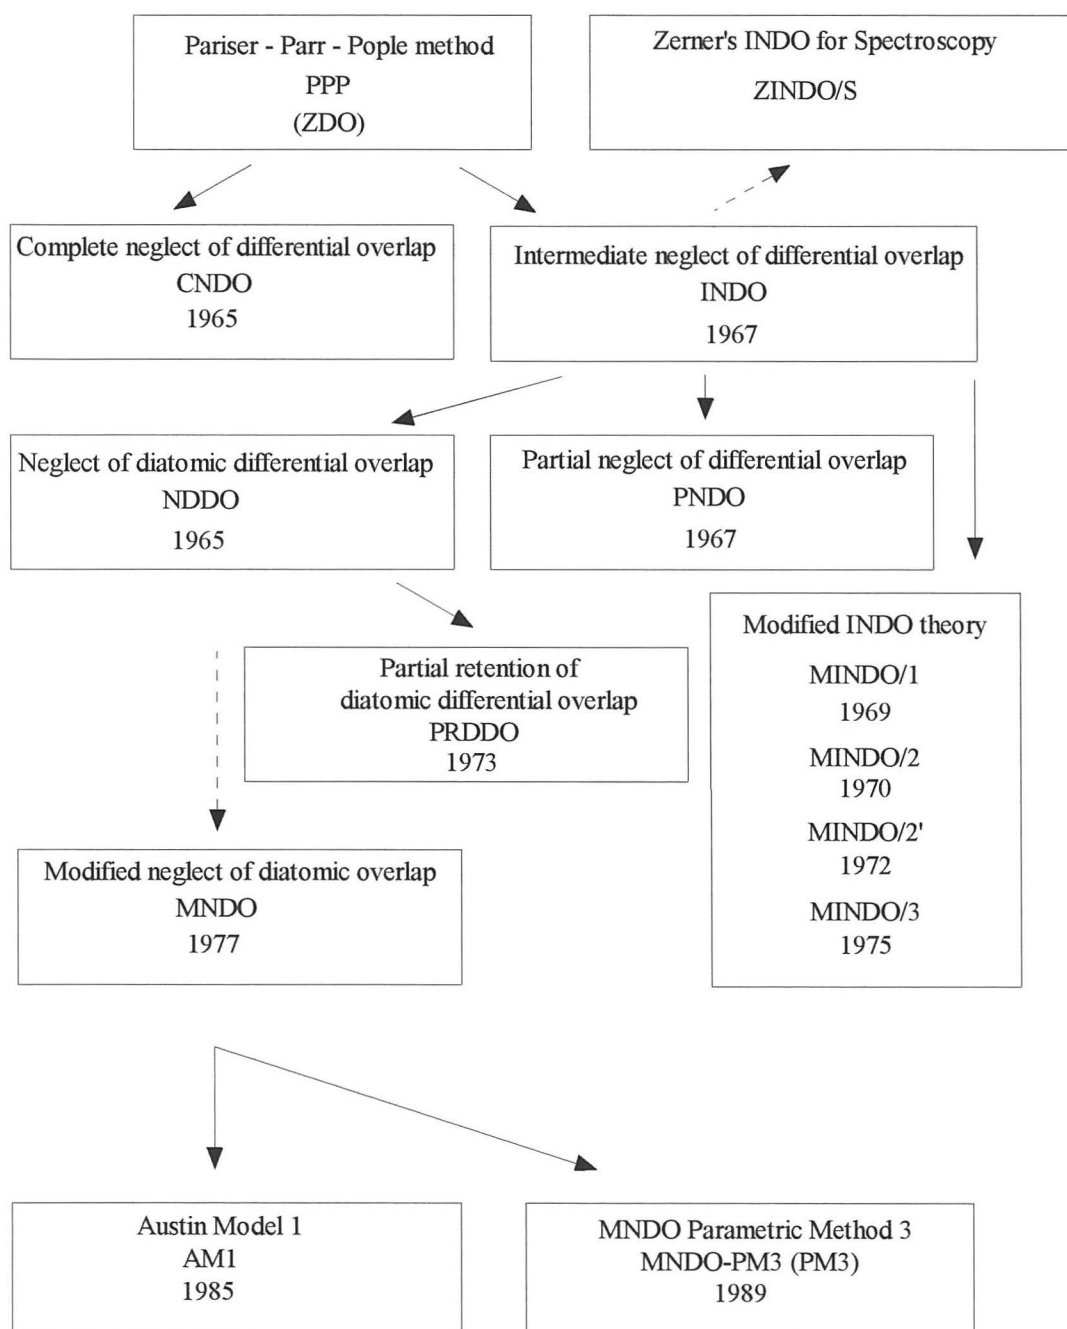 Pariser - Parr - Pople method
PPP
(ZDO)
Zerner's INDO for Spectroscopy
ZINDO/S
Complete neglect of differential overlap
CNDO
1965
Intermediate neglect of differential overlap
INDO
1967
Neglect of diatomic differential overlap
NDDO
1965
Partial neglect of differential overlap
PNDO
1967
Partial retention of
diatomic differential overlap
PRDDO
1973
Modified INDO theory
MINDO/1
1969
MINDO/2
1970
MINDO/2'
1972
MINDO/3
1975
Modified neglect of diatomic overlap
MNDO
1977
Austin Model 1
AM1
1985
MNDO Parametric Method 3
MNDO-PM3 (PM3)
1989